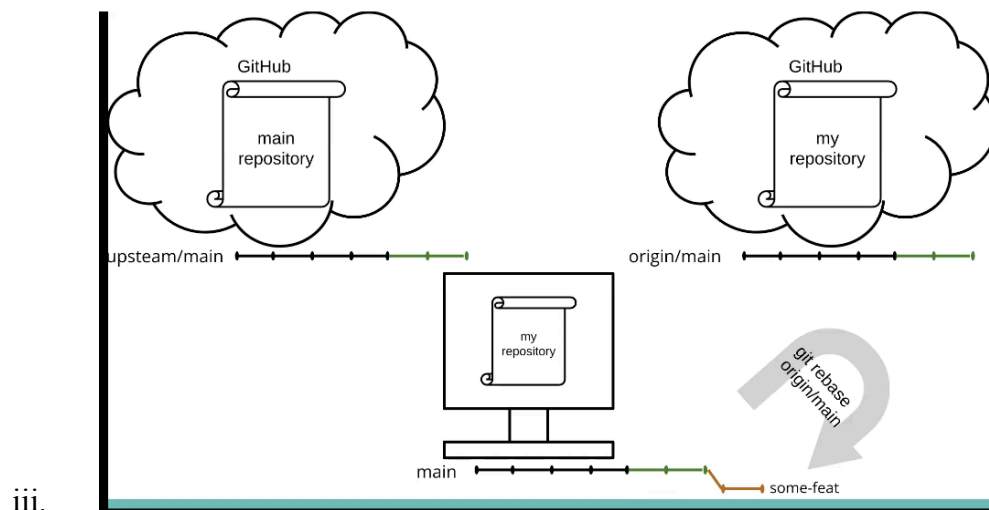 GitHub
main
repository
upsteam/main
GitHub
my
repository
origin/main
my
repository
git rebase
origin/main
main
some-feat
iii.